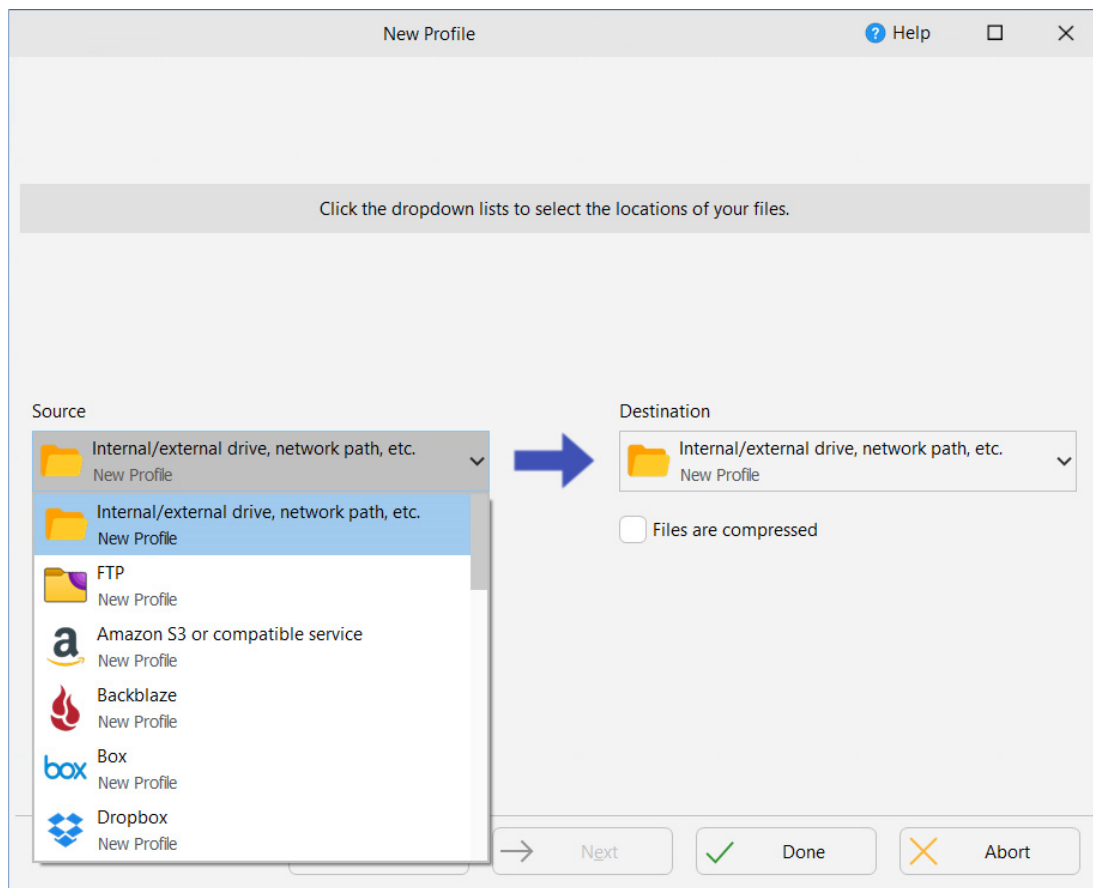 New Profile
? Help
Click the dropdown lists to select the locations of your files.
Source
Internal/external drive, network path, etc.
New Profile
Internal/external drive, network path, etc.
New Profile
FTP
New Profile
a Amazon S3 or compatible service
New Profile
Backblaze
New Profile
box Box
New Profile
Dropbox
New Profile
Destination
Internal/external drive, network path, etc.
New Profile
Files are compressed
Next
Done
Abort